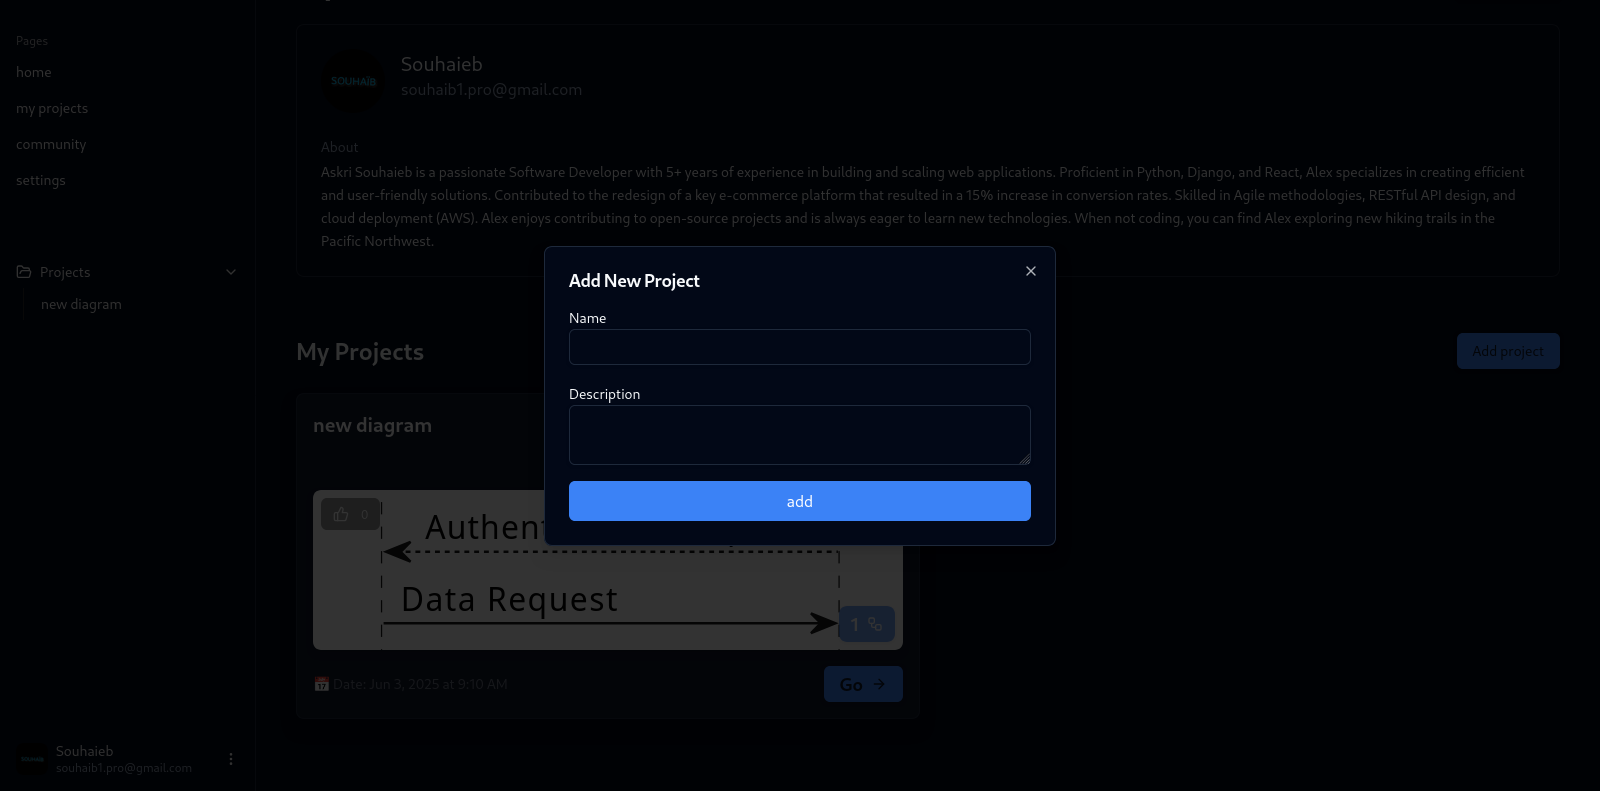 Pages
home
my projects
community
settings
Projects
new diagram
Souhaieb
souhaib1.pro@gmail.com
SOUHAIB
Souhaieb
souhaib1.pro@gmail.com
About
Askri Souhaieb is a passionate Software Developer with 5+ years of experience in building and scaling web applications. Proficient in Python, Django, and React, Alex specializes in creating efficient
and user-friendly solutions. Contributed to the redesign of a key e-commerce platform that resulted in a 15% increase in conversion rates. Skilled in Agile methodologies, RESTful API design, and
cloud deployment (AWS). Alex enjoys contributing to open-source projects and is always eager to learn new technologies. When not coding, you can find Alex exploring new hiking trails in the
Pacific Northwest.
My Projects
Add project
new diagram
0
Authen
Data Request
1
Date: Jun 3, 2025 at 9:10 AM
Go
Add New Project
Name
Description
add